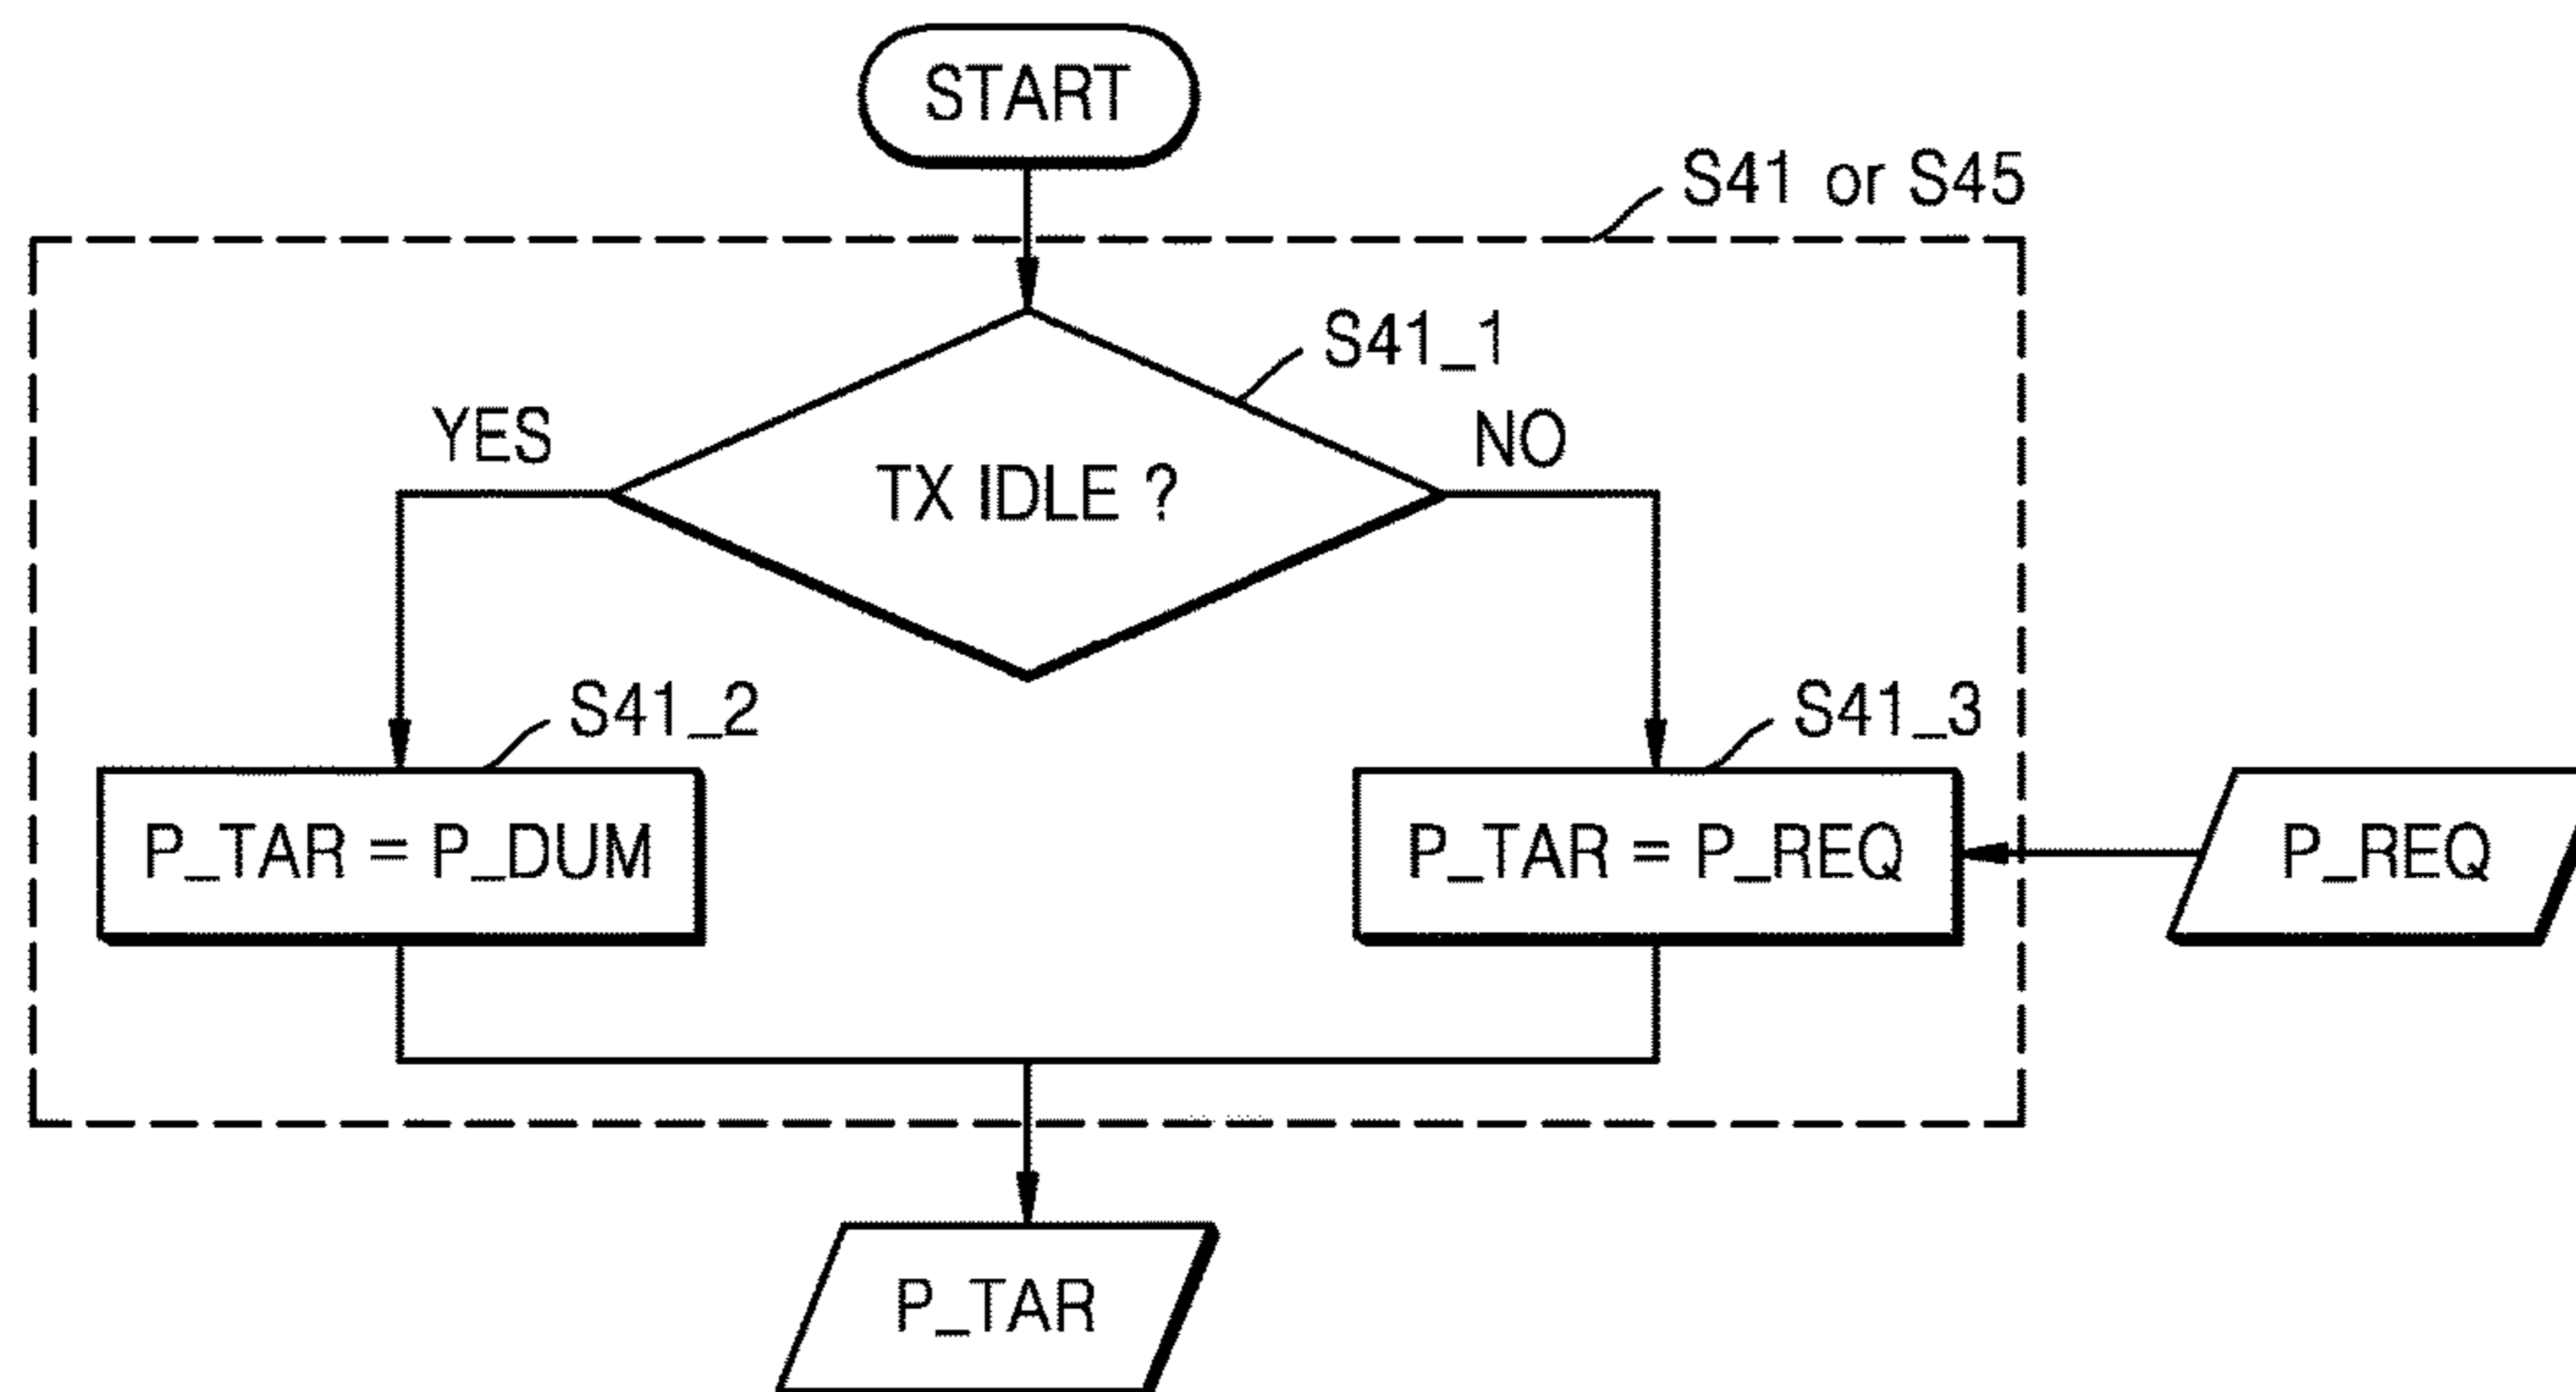 START
S41 or S45
S41_1
YES
NO
TX IDLE ?
S41_2
S41_3
P_TAR = P_DUM
P_TAR = P_REQ
P_REQ
P_TAR